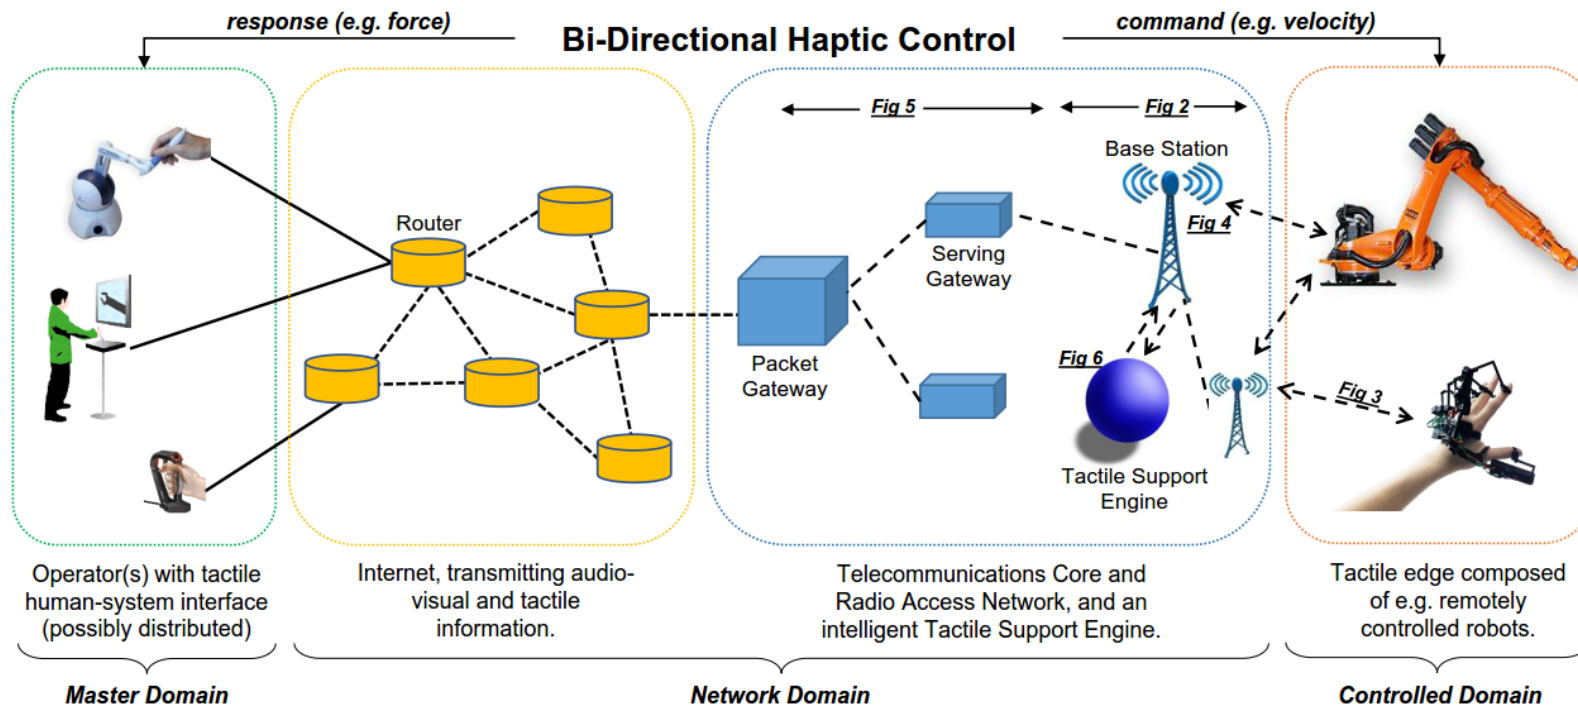 response (e.g. force)
command (e.g. velocity)
Bi-Directional Haptic Control
Fig 5
Fig 2
Base Station
Router
Fig 4
Serving
Gateway
Packet
Gateway
Fig 6
Fig 3
Tactile Support
Engine
Operator(s) with tactile
human-system interface
(possibly distributed)
Internet, transmitting audio-
visual and tactile
information.
Telecommunications Core and
Radio Access Network, and an
intelligent Tactile Support Engine.
Tactile edge composed
of e.g. remotely
controlled robots.
Master Domain
Network Domain
Controlled Domain